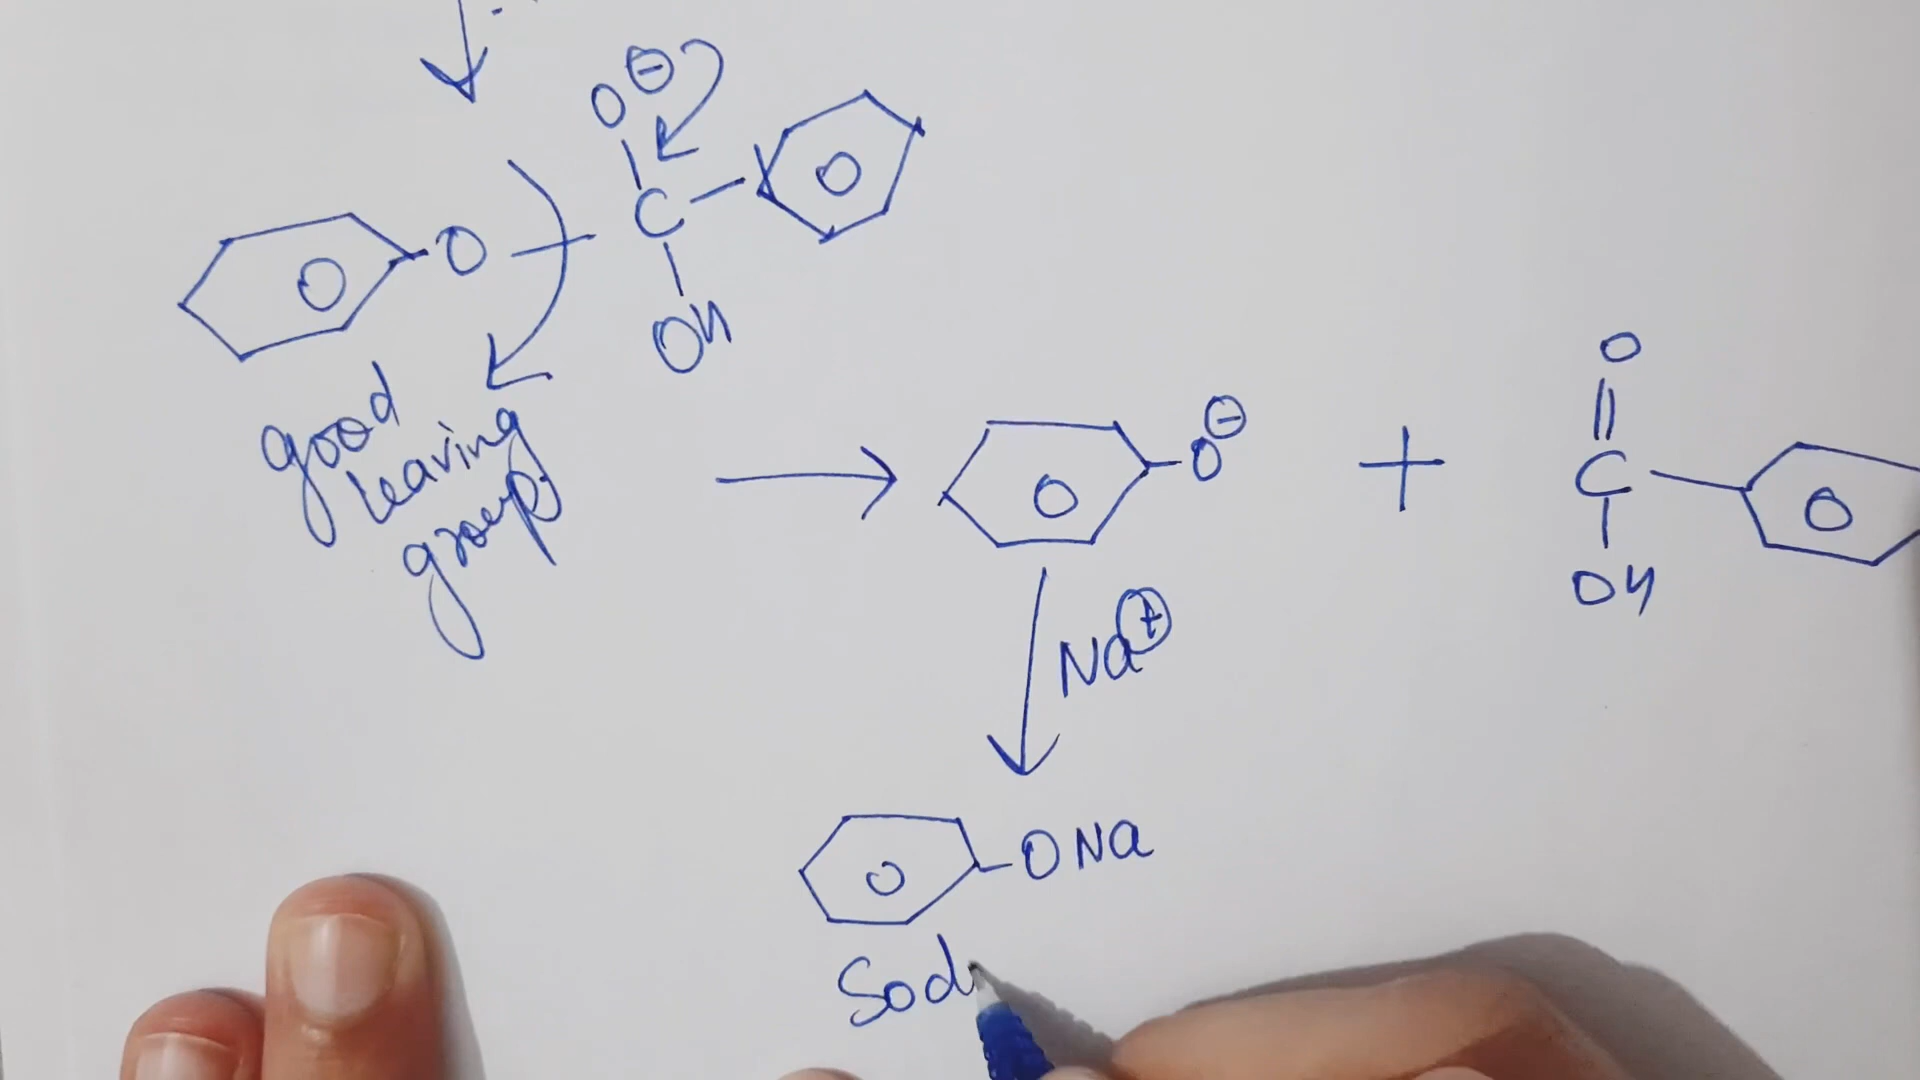 O⊖
O
O - C -
O
OH
good
leaving
group
O
O⊖
+
O
C
O
OH
Na⊕
O
ONa
Sod